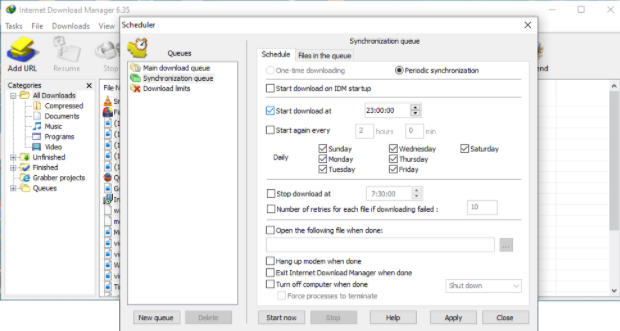 Internet Download Manager 6.35
Tasks File Downloads View
Add URL
Resume
Stop
Categories
All Downloads
Compressed
Documents
Music
Programs
Video
Unfinished
Finished
Grabber projects
Queues
File N
Scheduler
Queues
Main download queue
Synchronization queue
Download limits
New queue
Delete
Synchronization queue
Schedule
Files in the queue
One-time downloading
Periodic synchronization
Start download on IDM startup
Start download at
23:00:00
Start again every
2 hours 0 min
Daily
Sunday
Wednesday
Saturday
Monday
Thursday
Tuesday
Friday
Stop download at
7:30:00
Number of retries for each file if downloading failed :
10
Open the following file when done:
...
Hang up modem when done
Exit Internet Download Manager when done
Turn off computer when done
Shut down
Force processes to terminate
Start now
Stop
Help
Apply
Close